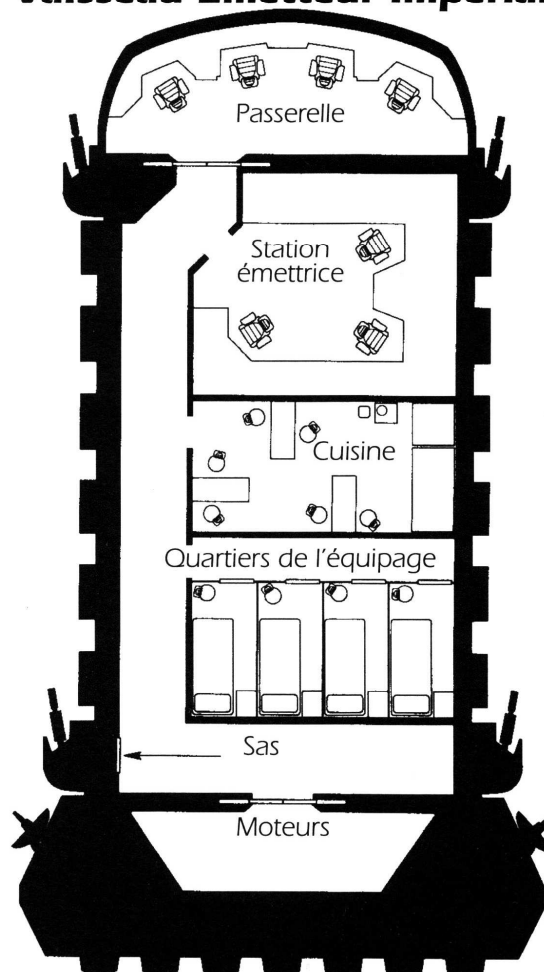 Vaisseau Émetteur Impérial
Passerelle
Station
émettrice
Cuisine
Quartiers de l'équipage
Sas
Moteurs